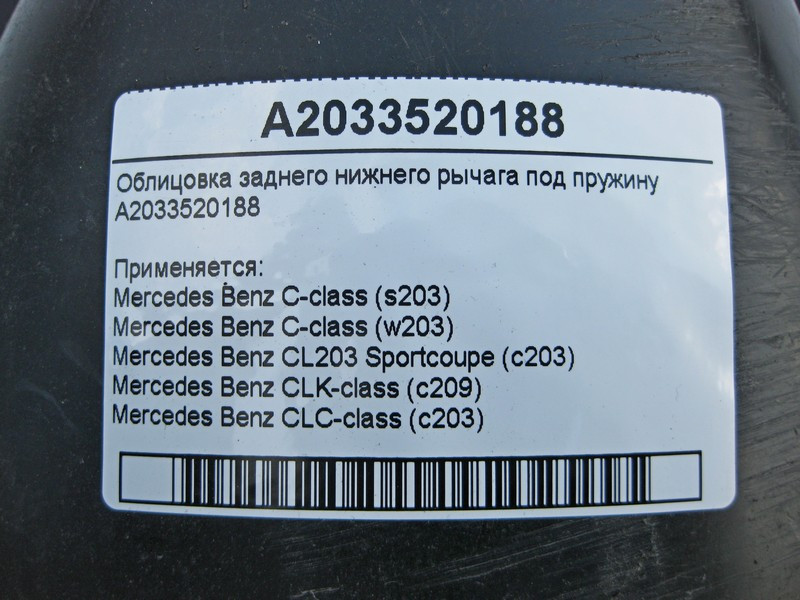 A2033520188
Облицовка заднего нижнего рычага под пружину
A2033520188
Применяется:
Mercedes Benz C-class (s203)
Mercedes Benz C-class (w203)
Mercedes Benz CL203 Sportcoupe (c203)
Mercedes Benz CLK-class (c209)
Mercedes Benz CLC-class (c203)